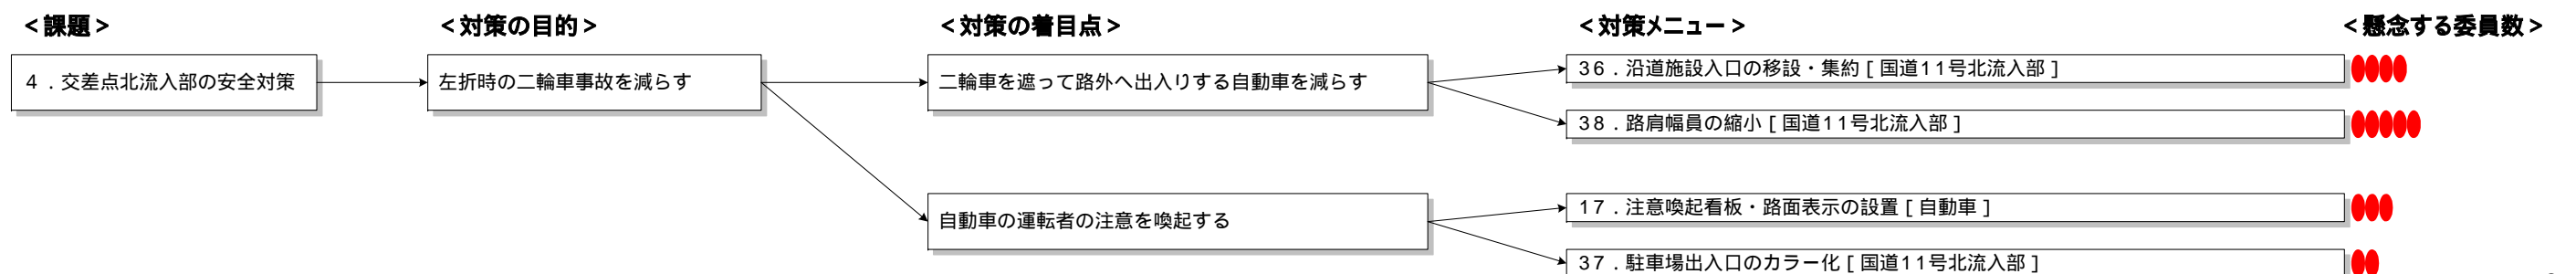 ＜課題＞
＜対策の目的＞
＜対策の着目点＞
＜対策メニュー＞
＜懸念する委員数＞
４．交差点北流入部の安全対策
左折時の二輪車事故を減らす
二輪車を遮って路外へ出入りする自動車を減らす
３６．沿道施設入口の移設・集約［国道11号北流入部］
３８．路肩幅員の縮小［国道11号北流入部］
自動車の運転者の注意を喚起する
１７．注意喚起看板・路面表示の設置［自動車］
３７．駐車場出入口のカラー化［国道11号北流入部］